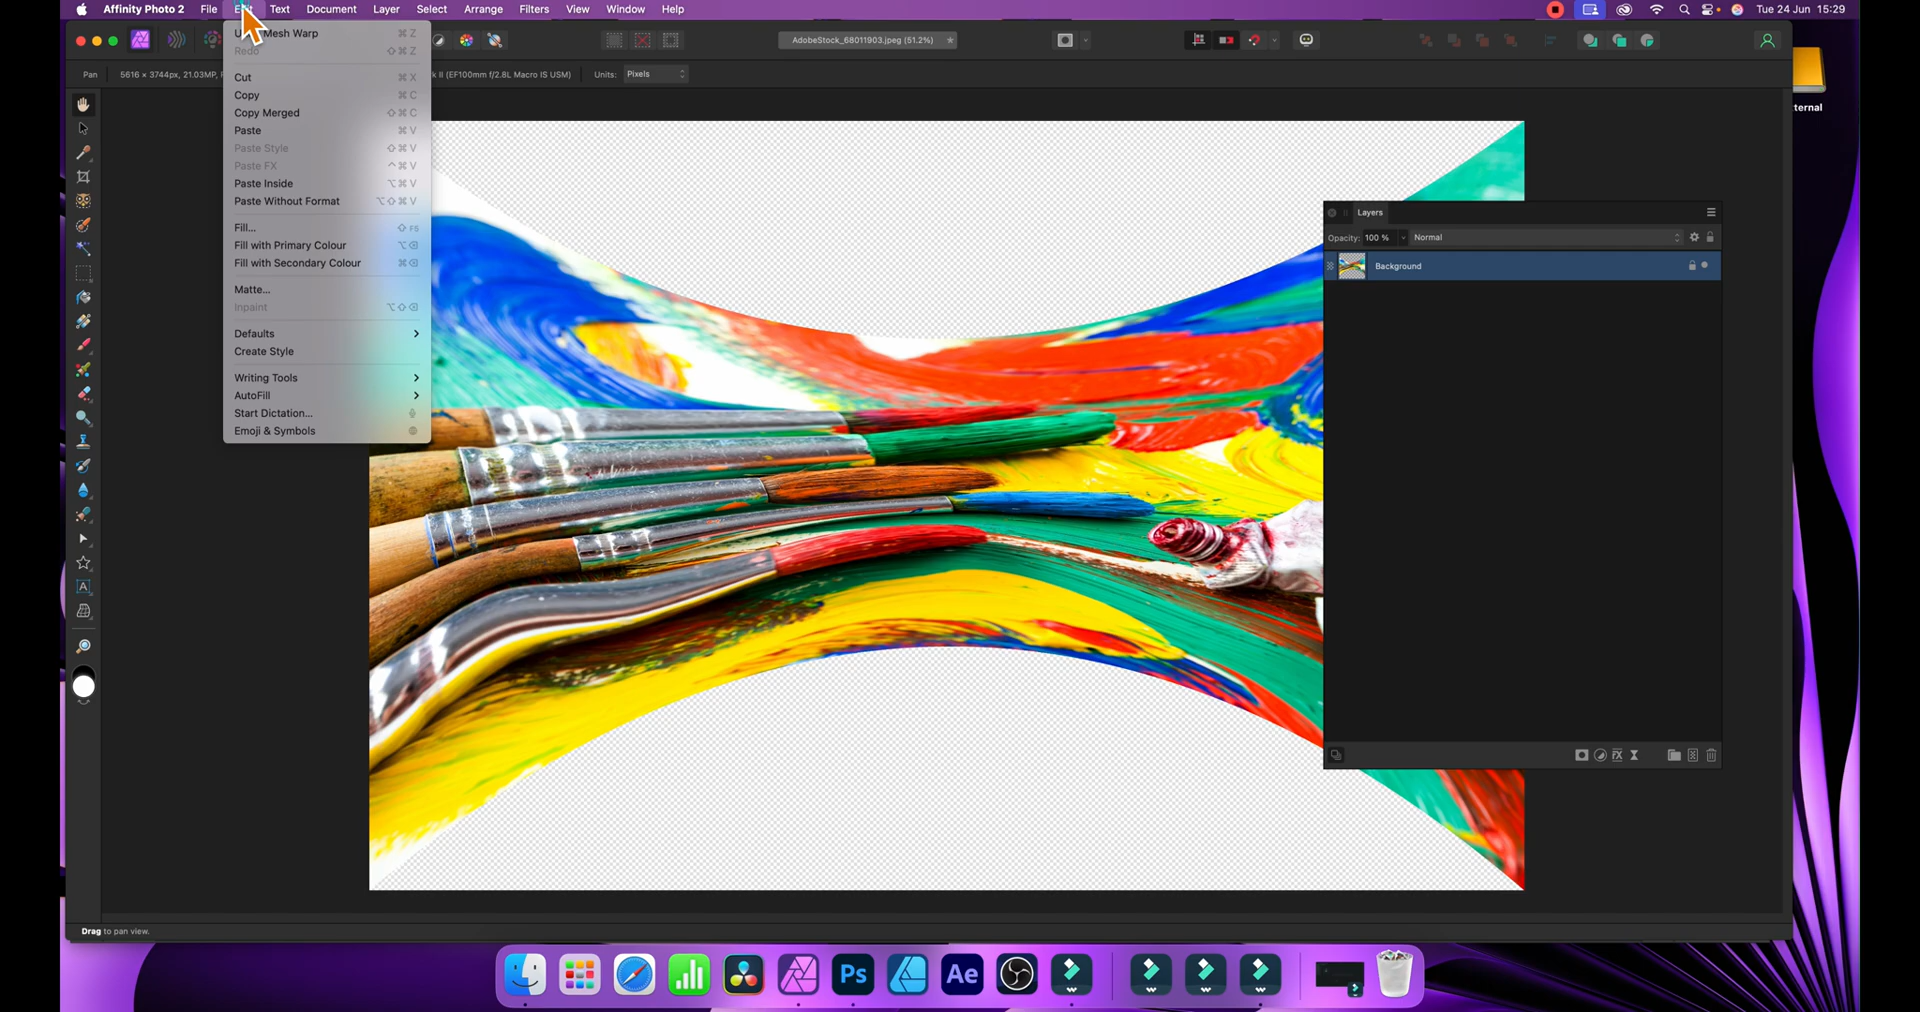 Affinity Photo 2 File Edit Text Document Layer Select Arrange Filters View Window Help Tue 24 Jun 15:29
AdobeStock_68011903.jpeg (51.2%)
Pan 5616 × 3744px, 21.03MP, II (EF100mm f/2.8L Macro IS USM) Units: Pixels
Mesh Warp ⌘ Z
Redo ⇧ ⌘ Z
Cut ⌘ X
Copy ⌘ C
Copy Merged ⇧ ⌘ C
Paste ⌘ V
Paste Style ⇧ ⌘ V
Paste FX ^ ⌘ V
Paste Inside ⌥ ⌘ V
Paste Without Format ⌥ ⇧ ⌘ V
Fill... ⇧ F5
Fill with Primary Colour ⌥ ⌫
Fill with Secondary Colour ⌘ ⌫
Matte...
Inpaint ⌥ ⇧ ⌫
Defaults
Create Style
Writing Tools
AutoFill
Start Dictation...
Emoji & Symbols
ternal
Layers
Opacity: 100 % Normal
Background
Drag to pan view.
Ps Ae